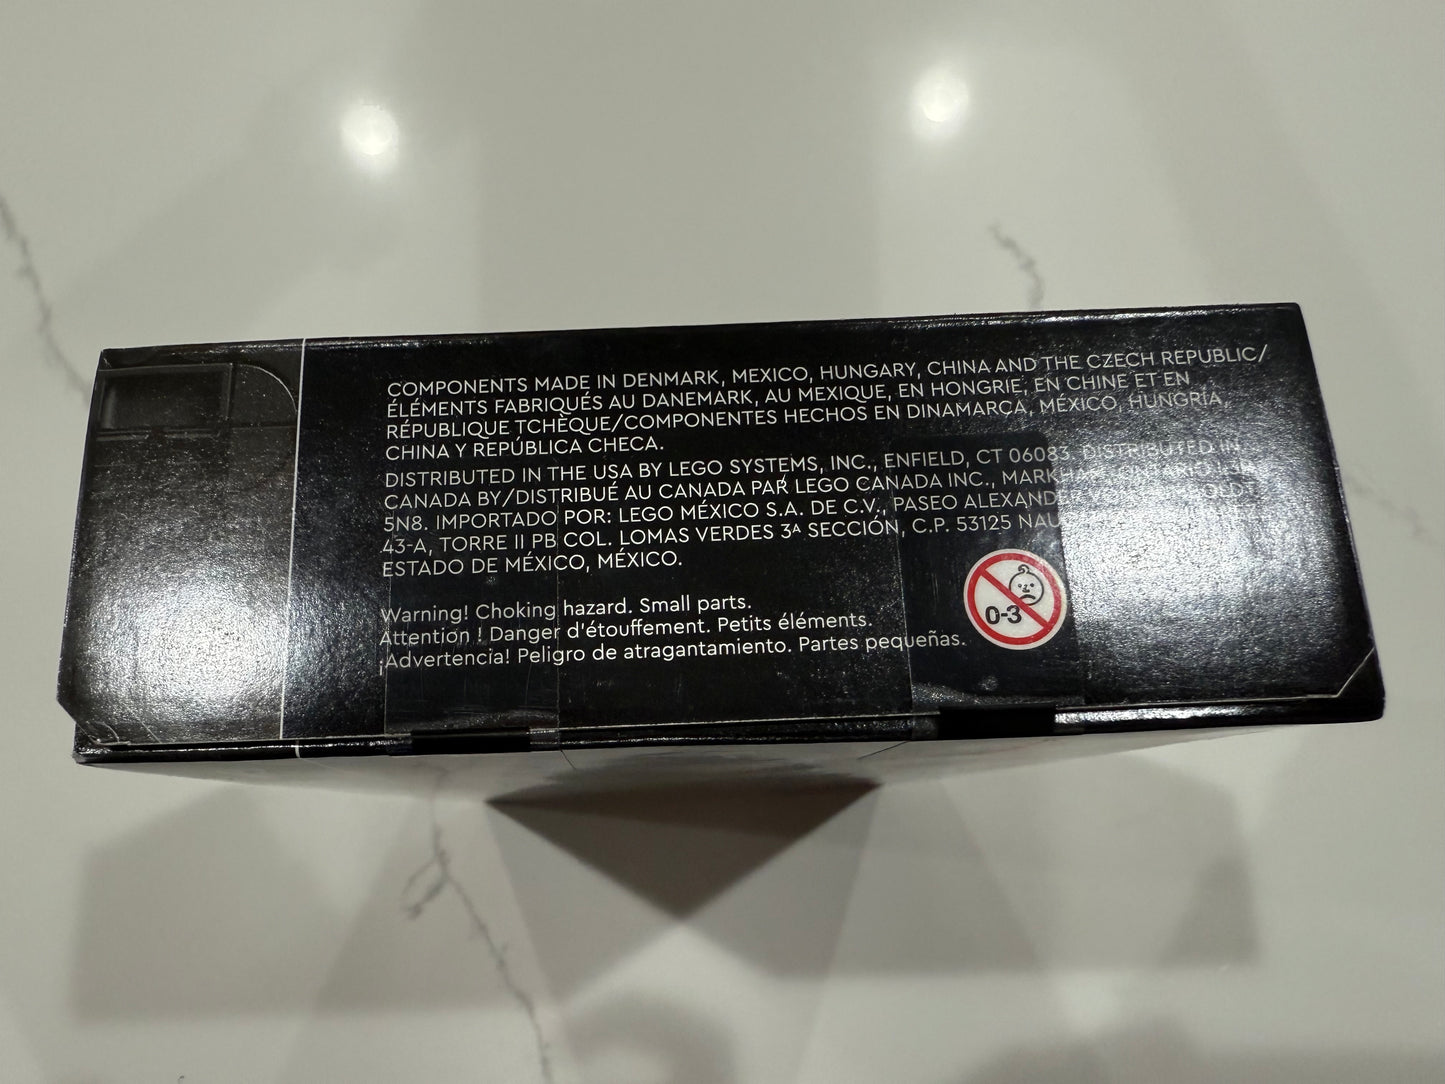 COMPONENTS MADE IN DENMARK, MEXICO, HUNGARY, CHINA AND THE CZECH REPUBLIC/
ÉLÉMENTS FABRIQUÉS AU DANEMARK, AU MEXIQUE, EN HONGRIE, EN CHINE ET EN
RÉPUBLIQUE TCHÈQUE/COMPONENTES HECHOS EN DINAMARCA, MÉXICO, HUNGRÍA,
CHINA Y REPÚBLICA CHECA.
DISTRIBUTED IN THE USA BY LEGO SYSTEMS, INC., ENFIELD, CT 06083. DISTRIBUTED IN
CANADA BY/DISTRIBUÉ AU CANADA PAR LEGO CANADA INC., MARKHAM, ONTARIO
5N8. IMPORTADO POR: LEGO MÉXICO S.A. DE C.V., PASEO ALEXANDER
43-A, TORRE II PB COL. LOMAS VERDES 3ᴬ SECCIÓN, C.P. 53125
ESTADO DE MÉXICO, MÉXICO.
Warning! Choking hazard. Small parts.
Attention ! Danger d'étouffement. Petits éléments.
¡Advertencia! Peligro de atragantamiento. Partes pequeñas.
0-3